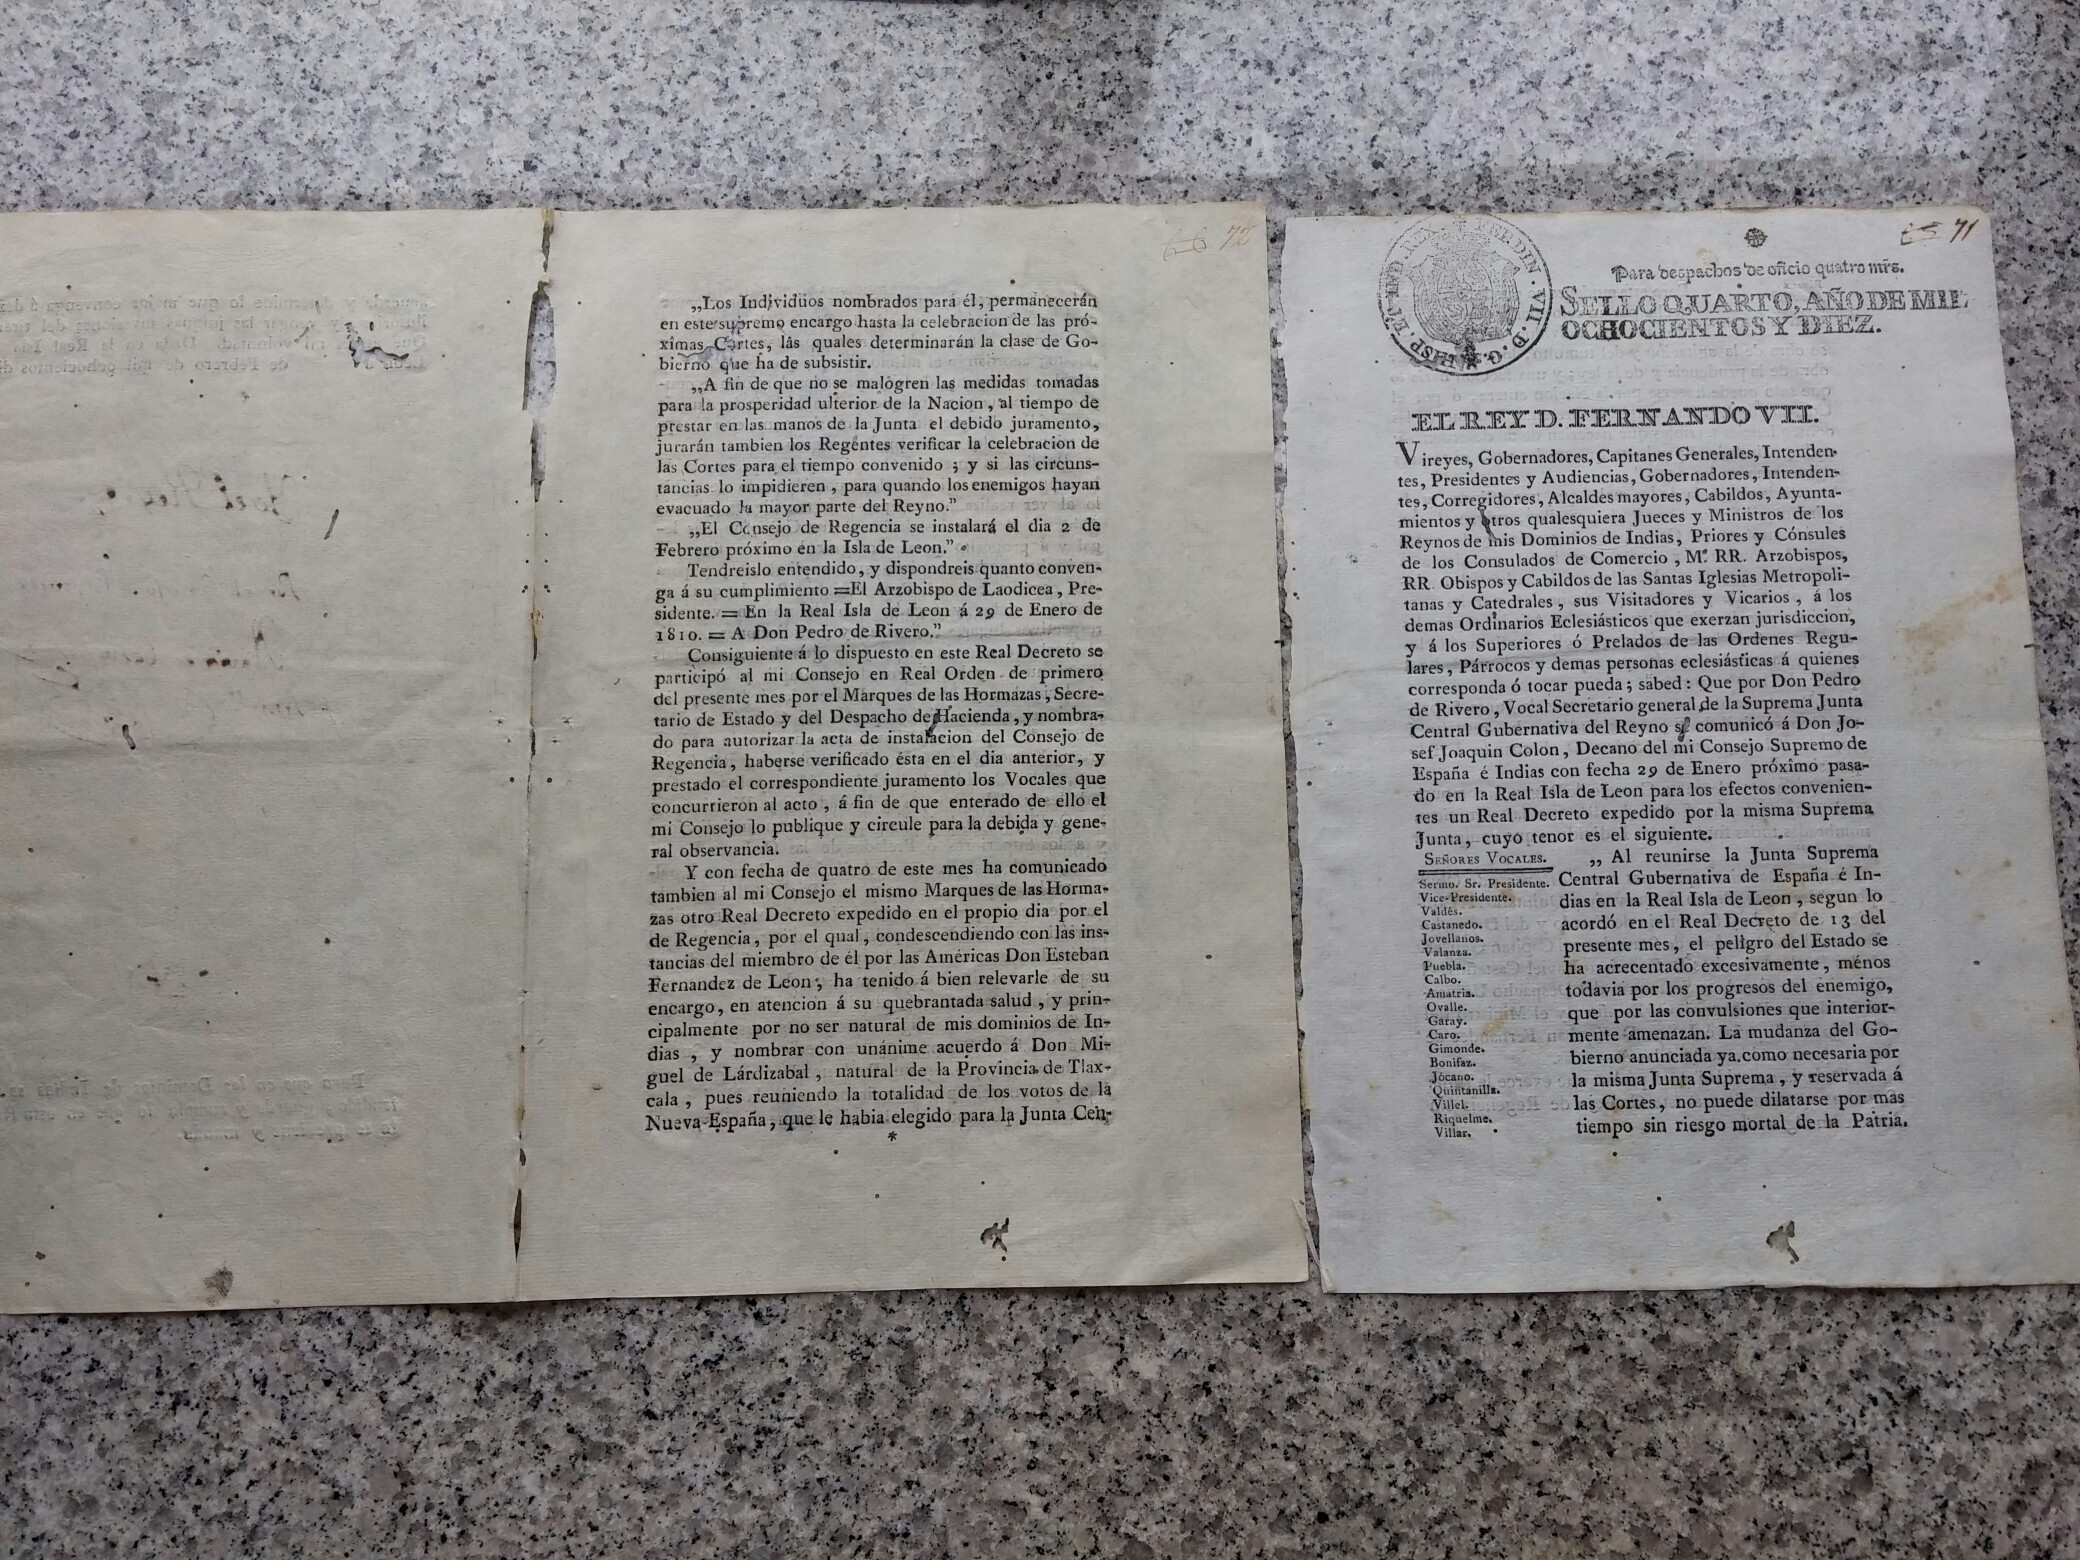 71
Para despachos de oficio quatro mrs.
SELLO QUARTO, AÑO DE MIL
OCHOCIENTOS Y DIEZ.
FERDIN. VII. D. G. HISP. ET IND. REX
EL REY D. FERNANDO VII.
Vireyes, Gobernadores, Capitanes Generales, Intenden-
tes, Presidentes y Audiencias, Gobernadores, Intenden-
tes, Corregidores, Alcaldes mayores, Cabildos, Ayunta-
mientos y otros qualesquiera Jueces y Ministros de los
Reynos de mis Dominios de Indias, Priores y Cónsules
de los Consulados de Comercio, M. RR. Arzobispos,
RR. Obispos y Cabildos de las Santas Iglesias Metropoli-
tanas y Catedrales, sus Visitadores y Vicarios, á los
demas Ordinarios Eclesiásticos que exerzan jurisdiccion,
y á los Superiores ó Prelados de las Ordenes Regu-
lares, Párrocos y demas personas eclesiásticas á quienes
corresponda ó tocar pueda; sabed: Que por Don Pedro
de Rivero, Vocal Secretario general de la Suprema Junta
Central Gubernativa del Reyno se comunicó á Don Jo-
sef Joaquin Colon, Decano del mi Consejo Supremo de
España é Indias con fecha 29 de Enero próximo pasa-
do en la Real Isla de Leon para los efectos convenien-
tes un Real Decreto expedido por la misma Suprema
Junta, cuyo tenor es el siguiente.
SEÑORES VOCALES.
Sermo. Sr. Presidente.
Vice-Presidente.
Valdés.
Castanedo.
Jovellanos.
Valanza.
Puebla.
Calbo.
Amatria.
Ovalle.
Garay.
Caro.
Gimonde.
Bonifaz.
Jócano.
Quintanilla.
Villel.
Riquelme.
Villar.
„Al reunirse la Junta Suprema
Central Gubernativa de España é In-
dias en la Real Isla de Leon, segun lo
acordó en el Real Decreto de 13 del
presente mes, el peligro del Estado se
ha acrecentado excesivamente, ménos
todavia por los progresos del enemigo,
que por las convulsiones que interior-
mente amenazan. La mudanza del Go-
bierno anunciada ya como necesaria por
la misma Junta Suprema, y reservada á
las Cortes, no puede dilatarse por mas
tiempo sin riesgo mortal de la Patria.
66 72
„Los Individuos nombrados para él, permanecerán
en este supremo encargo hasta la celebracion de las pró-
ximas Cortes, las quales determinarán la clase de Go-
bierno que ha de subsistir.
„A fin de que no se malogren las medidas tomadas
para la prosperidad ulterior de la Nacion, al tiempo de
prestar en las manos de la Junta el debido juramento,
jurarán tambien los Regentes verificar la celebracion de
las Cortes para el tiempo convenido; y si las circuns-
tancias lo impidieren, para quando los enemigos hayan
evacuado la mayor parte del Reyno."
„El Consejo de Regencia se instalará el dia 2 de
Febrero próximo en la Isla de Leon."
Tendreislo entendido, y dispondreis quanto conven-
ga á su cumplimiento =El Arzobispo de Laodicea, Pre-
sidente. = En la Real Isla de Leon á 29 de Enero de
1810. = A Don Pedro de Rivero."
Consiguiente á lo dispuesto en este Real Decreto se
participó al mi Consejo en Real Orden de primero
del presente mes por el Marques de las Hormazas, Secre-
tario de Estado y del Despacho de Hacienda, y nombra-
do para autorizar la acta de instalacion del Consejo de
Regencia, haberse verificado ésta en el dia anterior, y
prestado el correspondiente juramento los Vocales que
concurrieron al acto, á fin de que enterado de ello el
mi Consejo lo publique y circule para la debida y gene-
ral observancia.
Y con fecha de quatro de este mes ha comunicado
tambien al mi Consejo el mismo Marques de las Horma-
zas otro Real Decreto expedido en el propio dia por el
de Regencia, por el qual, condescendiendo con las ins-
tancias del miembro de él por las Américas Don Esteban
Fernandez de Leon, ha tenido á bien relevarle de su
encargo, en atencion á su quebrantada salud, y prin-
cipalmente por no ser natural de mis dominios de In-
dias, y nombrar con unánime acuerdo á Don Mi-
guel de Lárdizabal, natural de la Provincia de Tlax-
cala, pues reuniendo la totalidad de los votos de la
Nueva-España, que le habia elegido para la Junta Cen-
*